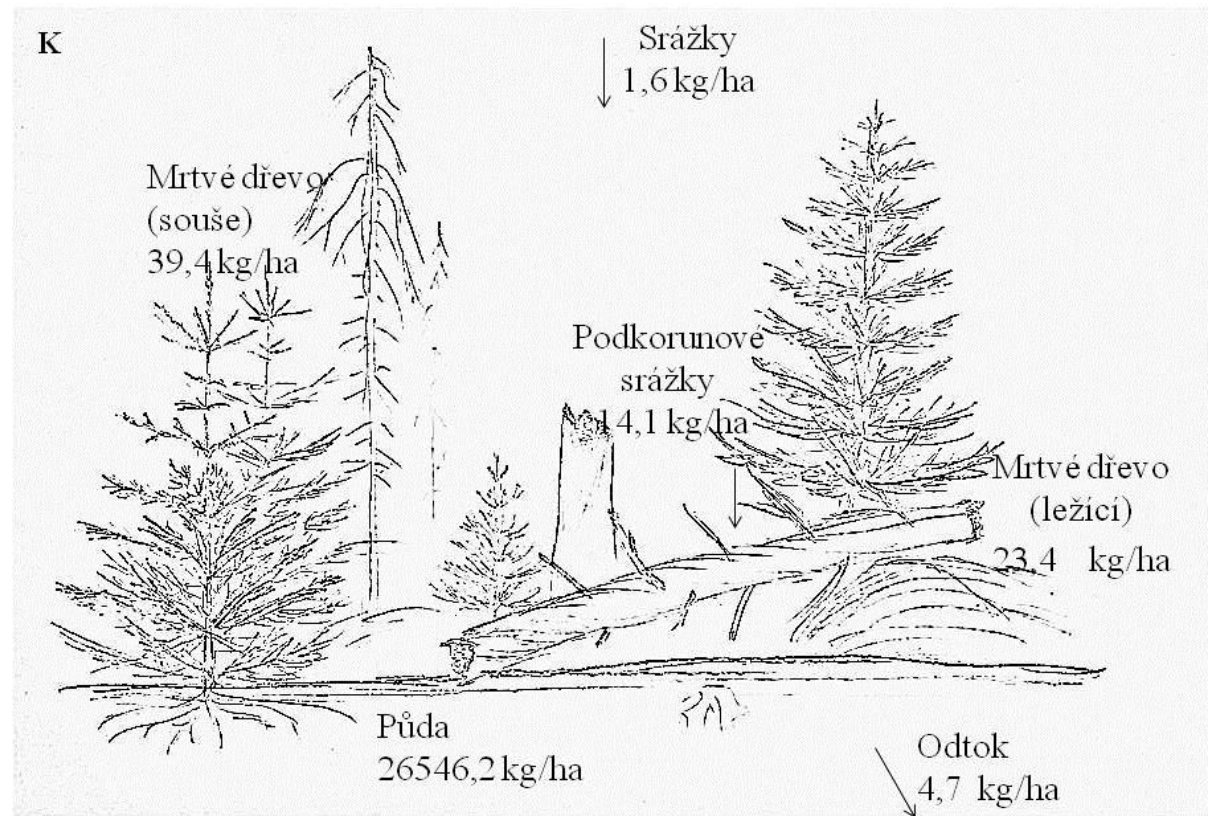 K
Srážky
1,6 kg/ha
Mrtvé dřevo
(souše)
39,4 kg/ha
Podkorunové
srážky
14,1 kg/ha
Mrtvé dřevo
(ležící)
23,4 kg/ha
Půda
26546,2 kg/ha
Odtok
4,7 kg/ha